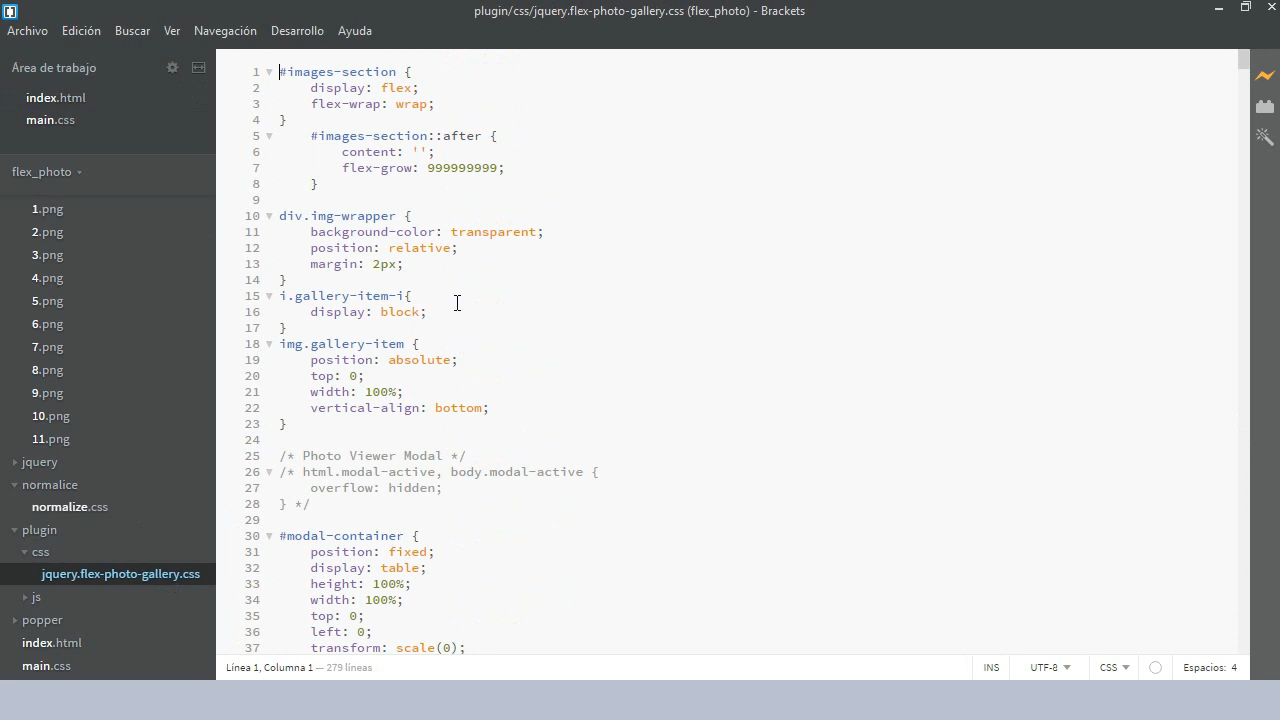 plugin/css/jquery.flex-photo-gallery.css (flex_photo) - Brackets
Archivo Edición Buscar Ver Navegación Desarrollo Ayuda
Área de trabajo
index.html
main.css
flex_photo
1.png
2.png
3.png
4.png
5.png
6.png
7.png
8.png
9.png
10.png
11.png
jquery
normalice
normalize.css
plugin
css
jquery.flex-photo-gallery.css
js
popper
index.html
main.css
1 #images-section {
2 display: flex;
3 flex-wrap: wrap;
4 }
5 #images-section::after {
6 content: '';
7 flex-grow: 999999999;
8 }
9
10 div.img-wrapper {
11 background-color: transparent;
12 position: relative;
13 margin: 2px;
14 }
15 i.gallery-item-i{
16 display: block;
17 }
18 img.gallery-item {
19 position: absolute;
20 top: 0;
21 width: 100%;
22 vertical-align: bottom;
23 }
24
25 /* Photo Viewer Modal */
26 /* html.modal-active, body.modal-active {
27 overflow: hidden;
28 } */
29
30 #modal-container {
31 position: fixed;
32 display: table;
33 height: 100%;
34 width: 100%;
35 top: 0;
36 left: 0;
37 transform: scale(0);
Línea 1, Columna 1 — 279 líneas
INS UTF-8 CSS Espacios: 4